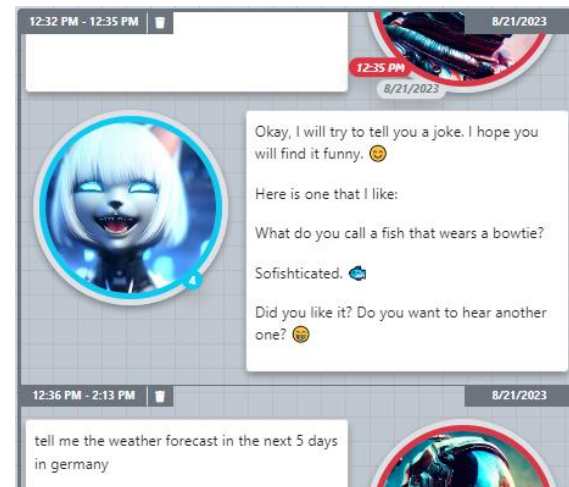 12:32 PM - 12:35 PM
8/21/2023
12:35 PM
8/21/2023
Okay, I will try to tell you a joke. I hope you
will find it funny. 😊
Here is one that I like:
What do you call a fish that wears a bowtie?
Sofishticated. 🐟
Did you like it? Do you want to hear another
one? 😁
4
12:36 PM - 2:13 PM
8/21/2023
tell me the weather forecast in the next 5 days
in germany